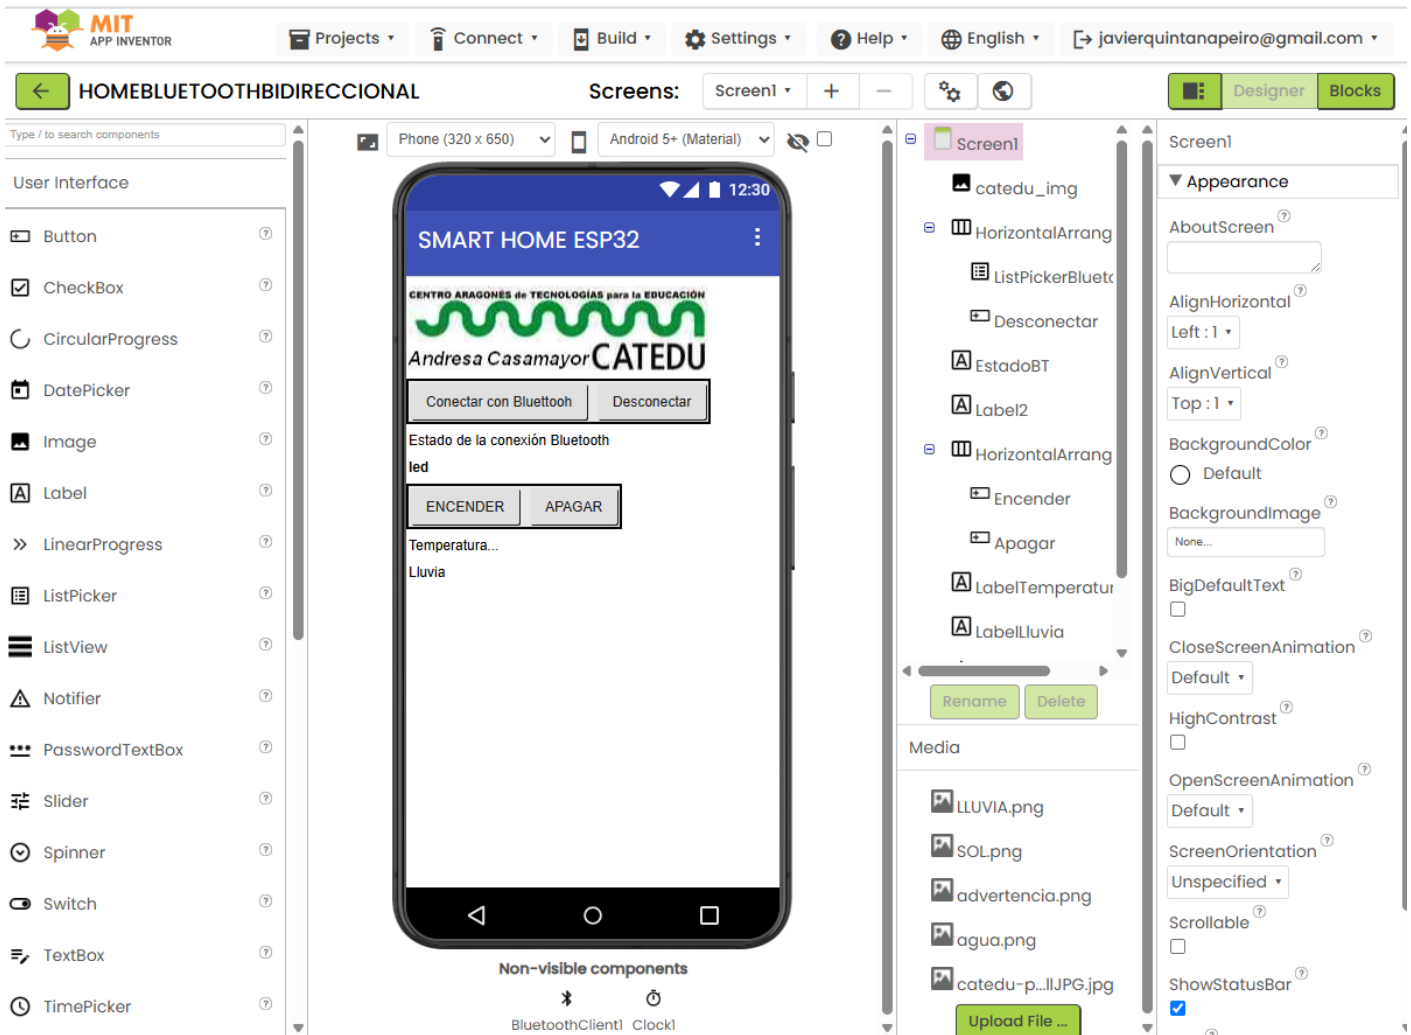 MIT
APP INVENTOR
Projects
Connect
Build
Settings
Help
English
javierquintanapeiro@gmail.com
HOMEBLUETOOTHBIDIRECCIONAL
Screens:
Screen1
+
Designer
Blocks
Type / to search components
User Interface
Button
CheckBox
CircularProgress
DatePicker
Image
Label
LinearProgress
ListPicker
ListView
Notifier
PasswordTextBox
Slider
Spinner
Switch
TextBox
TimePicker
Phone (320 x 650)
Android 5+ (Material)
12:30
SMART HOME ESP32
CENTRO ARAGONÉS de TECNOLOGÍAS para la EDUCACIÓN
Andresa Casamayor CATEDU
Conectar con Bluettooh
Desconectar
Estado de la conexión Bluetooth
led
ENCENDER
APAGAR
Temperatura...
Lluvia
Non-visible components
BluetoothClient1
Clock1
Screen1
catedu_img
HorizontalArrang
ListPickerBluetc
Desconectar
EstadoBT
Label2
HorizontalArrang
Encender
Apagar
LabelTemperatur
LabelLluvia
Rename
Delete
Media
LLUVIA.png
SOL.png
advertencia.png
agua.png
catedu-p...llJPG.jpg
Upload File ...
Screen1
Appearance
AboutScreen
AlignHorizontal
Left : 1
AlignVertical
Top : 1
BackgroundColor
Default
BackgroundImage
None...
BigDefaultText
CloseScreenAnimation
Default
HighContrast
OpenScreenAnimation
Default
ScreenOrientation
Unspecified
Scrollable
ShowStatusBar